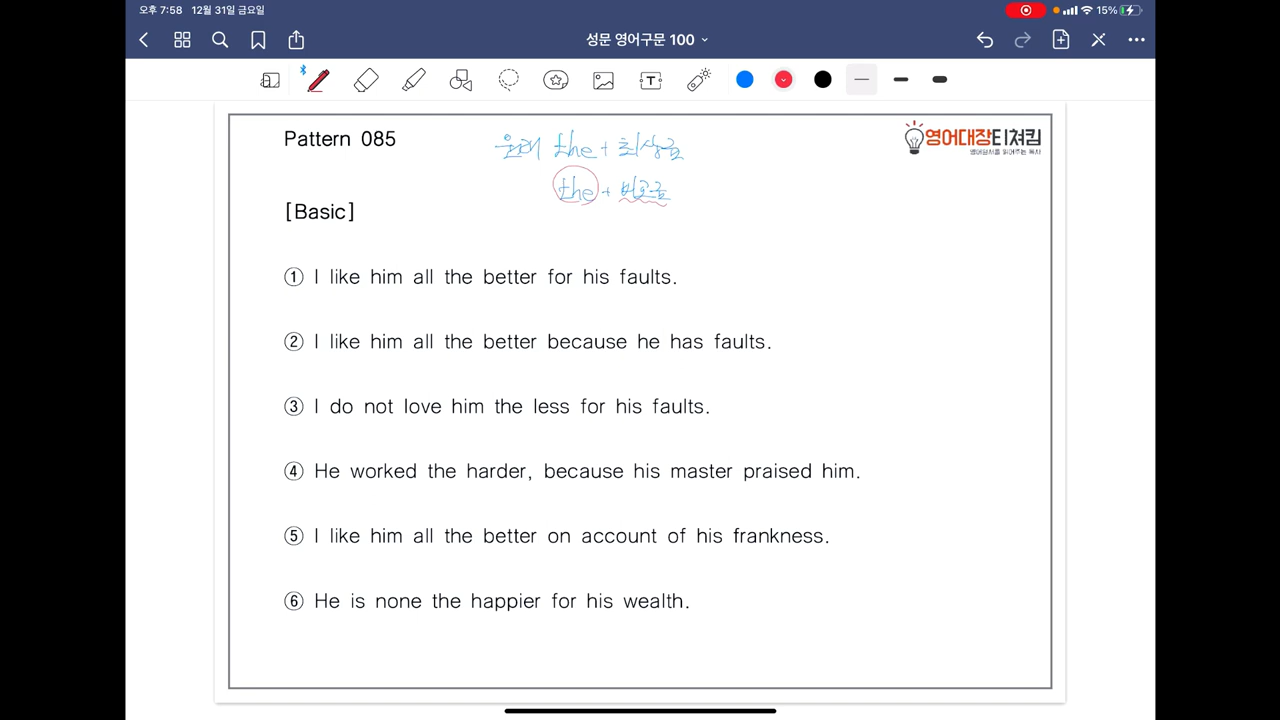 오후 7:58 12월 31일 금요일
15%
성문 영어구문 100
T
Pattern 085
원래 the + 최상급
the + 비교급
영어대장티쳐킴
[Basic]
① I like him all the better for his faults.
② I like him all the better because he has faults.
③ I do not love him the less for his faults.
④ He worked the harder, because his master praised him.
⑤ I like him all the better on account of his frankness.
⑥ He is none the happier for his wealth.